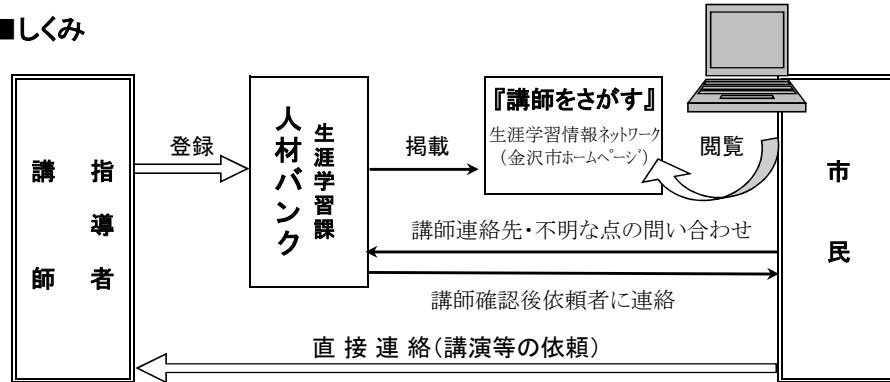 ■しくみ
指導者
講師
登録
生涯学習課
人材バンク
掲載
『講師をさがす』
生涯学習情報ネットワーク
（金沢市ホームページ）
閲覧
市民
講師連絡先・不明な点の問い合わせ
講師確認後依頼者に連絡
直 接 連 絡（講演等の依頼）